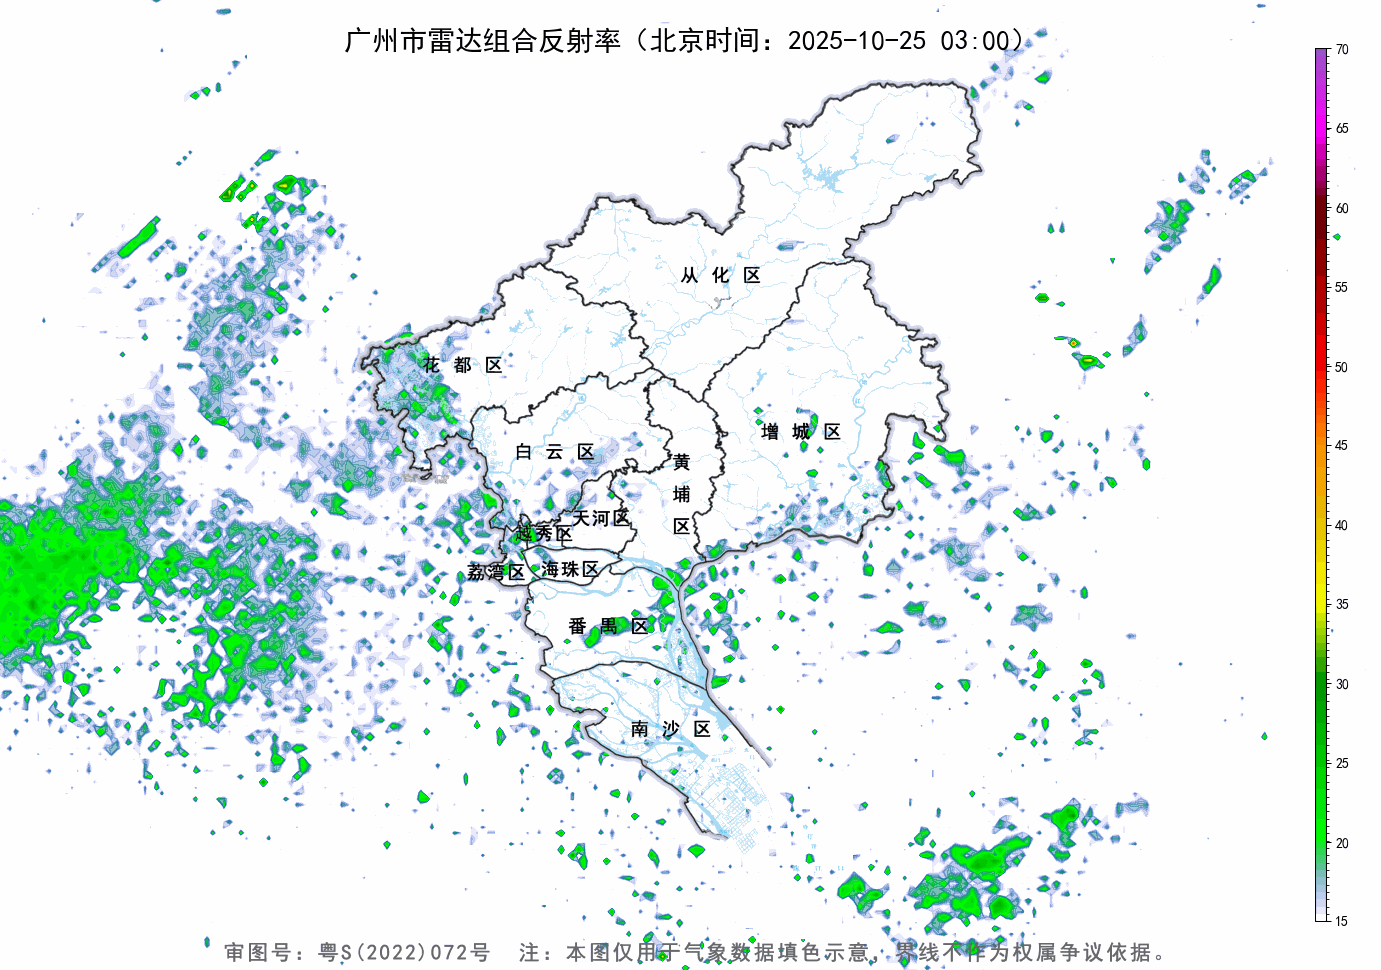 广州市雷达组合反射率（北京时间：2025-10-25 03:00）
70
65
60
55
50
45
40
35
30
25
20
15
从化区
花都区
增城区
白云区
黄埔区
天河区
越秀区
海珠区
荔湾区
番禺区
南沙区
审图号：粤S(2022)072号 注：本图仅用于气象数据填色示意，界线不作为权属争议依据。